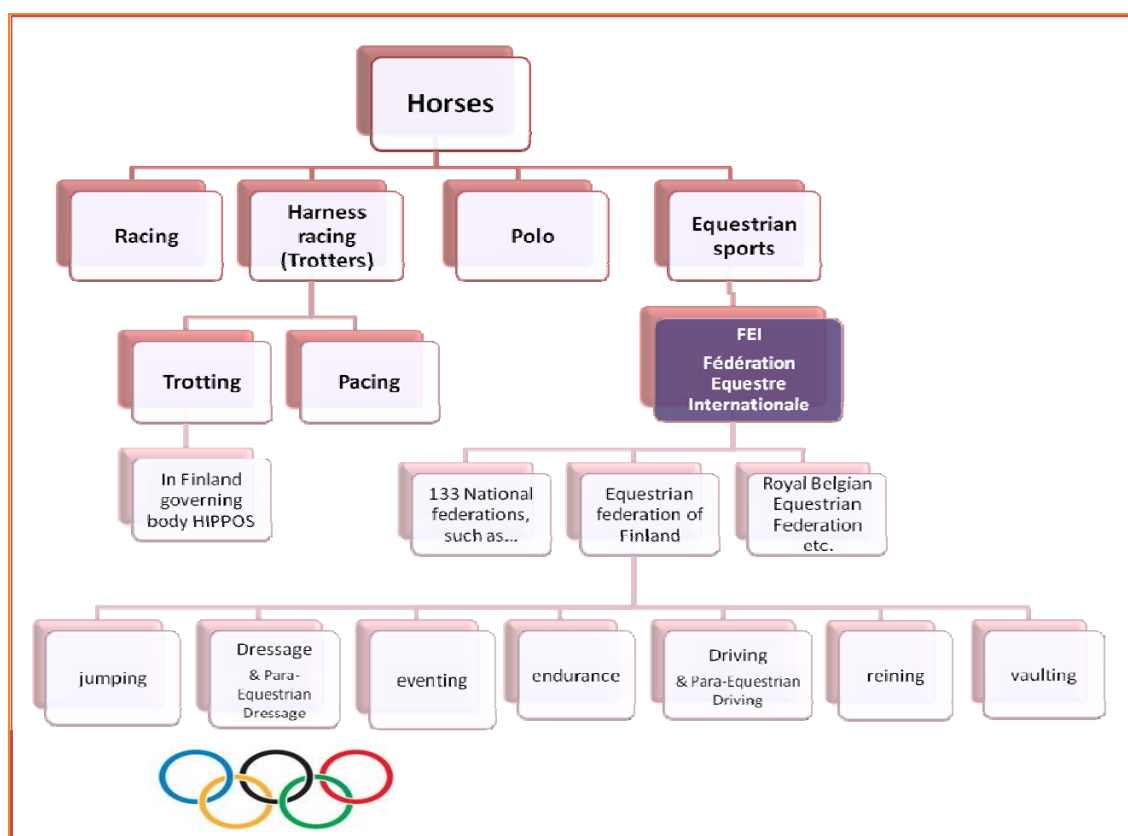 Horses
Racing
Harness
racing
(Trotters)
Polo
Equestrian
sports
FEI
Fédération
Equestre
Internationale
Trotting
Pacing
In Finland
governing
body HIPPOS
133 National
federations,
such as...
Equestrian
federation of
Finland
Royal Belgian
Equestrian
Federation
etc.
jumping
Dressage
& Para-
Equestrian
Dressage
eventing
endurance
Driving
& Para-Equestrian
Driving
reining
vaulting